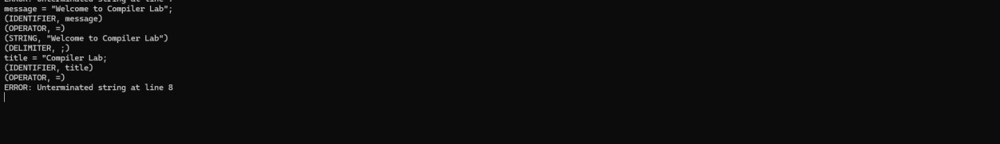 ERROR: Unterminated string at line
message = "Welcome to Compiler Lab";
(IDENTIFIER, message)
(OPERATOR, =)
(STRING, "Welcome to Compiler Lab")
(DELIMITER, ;)
title = "Compiler Lab;
(IDENTIFIER, title)
(OPERATOR, =)
ERROR: Unterminated string at line 8